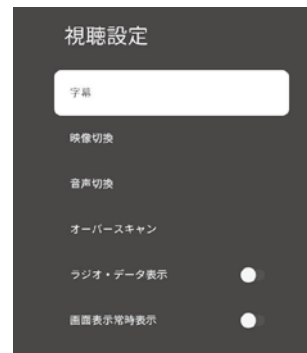 視聴設定
字幕
映像切換
音声切換
オーバースキャン
ラジオ・データ表示
画面表示常時表示